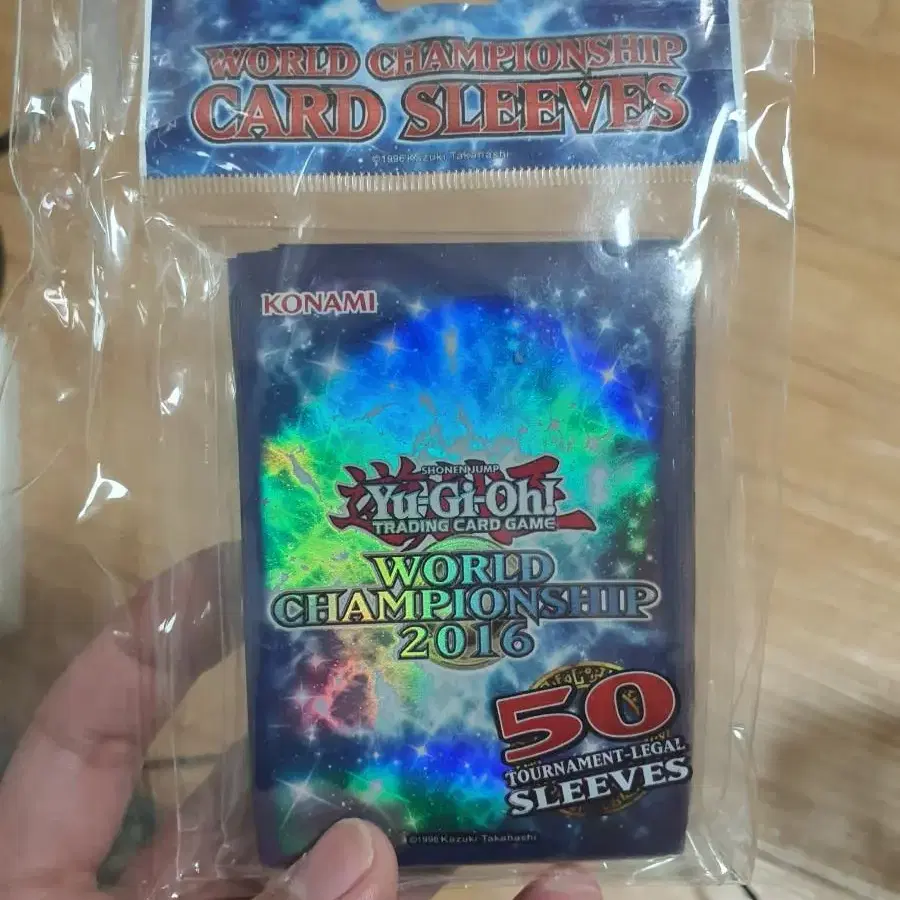 WORLD CHAMPIONSHIP
CARD SLEEVES
©1996 Kazuki Takahashi
KONAMI
SHONEN JUMP
Yu-Gi-Oh!
TRADING CARD GAME
WORLD
CHAMPIONSHIP
2016
50
TOURNAMENT-LEGAL
SLEEVES
©1996 Kazuki Takahashi